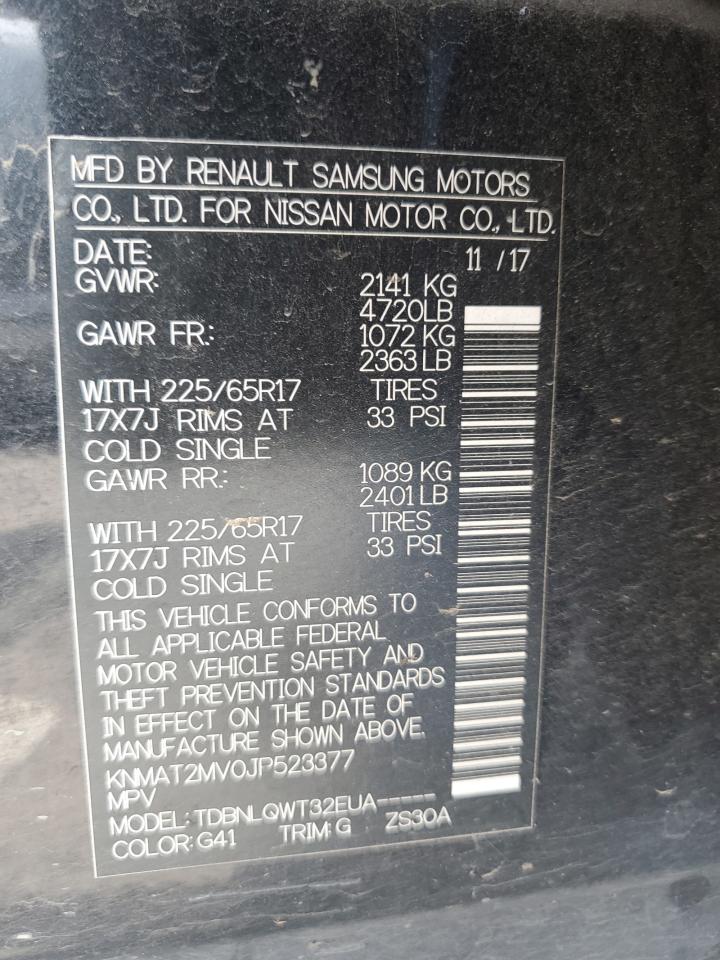 MFD BY RENAULT SAMSUNG MOTORS
CO., LTD. FOR NISSAN MOTOR CO., LTD.
DATE: 11 / 17
GVWR: 2141 KG
4720LB
GAWR FR.: 1072 KG
2363 LB
WITH 225/65R17 TIRES
17X7J RIMS AT 33 PSI
COLD SINGLE
GAWR RR.: 1089 KG
2401 LB
WITH 225/65R17 TIRES
17X7J RIMS AT 33 PSI
COLD SINGLE
THIS VEHICLE CONFORMS TO
ALL APPLICABLE FEDERAL
MOTOR VEHICLE SAFETY AND
THEFT PREVENTION STANDARDS
IN EFFECT ON THE DATE OF
MANUFACTURE SHOWN ABOVE.
KNMAT2MV0JP523377
MPV
MODEL: TDBNLQWT32EUA-----
COLOR: G41 TRIM: G ZS30A